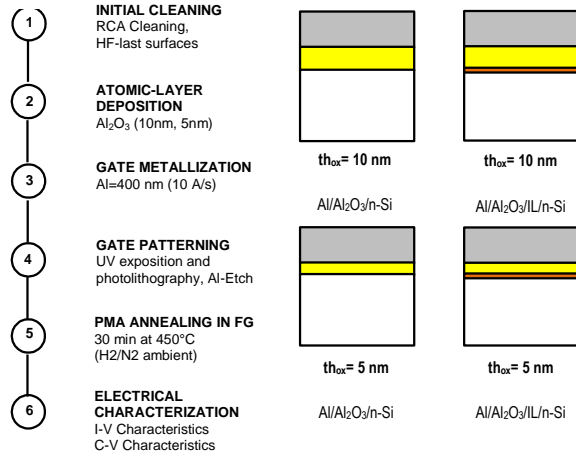 1
INITIAL CLEANING
RCA Cleaning,
HF-last surfaces
2
ATOMIC-LAYER
DEPOSITION
Al₂O₃ (10nm, 5nm)
3
GATE METALLIZATION
Al=400 nm (10 A/s)
4
GATE PATTERNING
UV exposition and
photolithography, Al-Etch
5
PMA ANNEALING IN FG
30 min at 450°C
(H2/N2 ambient)
6
ELECTRICAL
CHARACTERIZATION
I-V Characteristics
C-V Characteristics
thₒₓ= 10 nm
Al/Al₂O₃/n-Si
thₒₓ= 10 nm
Al/Al₂O₃/IL/n-Si
thₒₓ= 5 nm
Al/Al₂O₃/n-Si
thₒₓ= 5 nm
Al/Al₂O₃/IL/n-Si